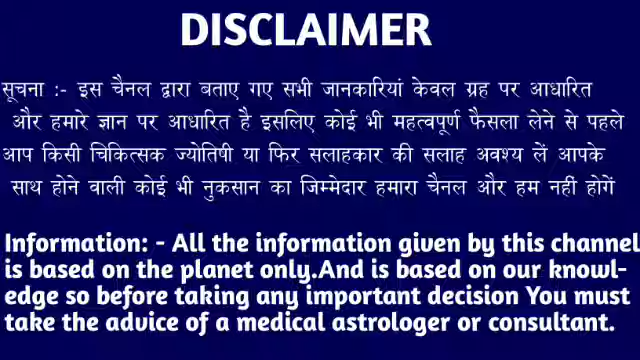 DISCLAIMER
सूचना :- इस चैनल द्वारा बताए गए सभी जानकारियां केवल ग्रह पर आधारित
और हमारे ज्ञान पर आधारित है इसलिए कोई भी महत्वपूर्ण फैसला लेने से पहले
आप किसी चिकित्सक ज्योतिषी या फिर सलाहकार की सलाह अवश्य लें आपके
साथ होने वाली कोई भी नुकसान का जिम्मेदार हमारा चैनल और हम नहीं होगें
Information: - All the information given by this channel
is based on the planet only.And is based on our knowl-
edge so before taking any important decision You must
take the advice of a medical astrologer or consultant.